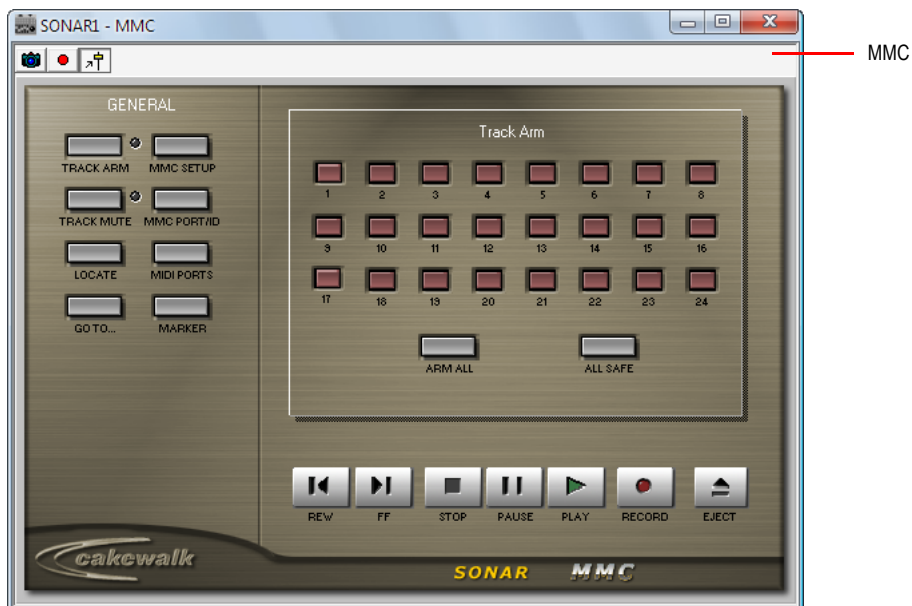 SONAR1 - MMC
MMC
GENERAL
TRACK ARM MMC SETUP
TRACK MUTE MMC PORT/ID
LOCATE MIDI PORTS
GO TO... MARKER
Track Arm
1 2 3 4 5 6 7 8
9 10 11 12 13 14 15 16
17 18 19 20 21 22 23 24
ARM ALL ALL SAFE
REW FF STOP PAUSE PLAY RECORD EJECT
cakewalk
SONAR MMC